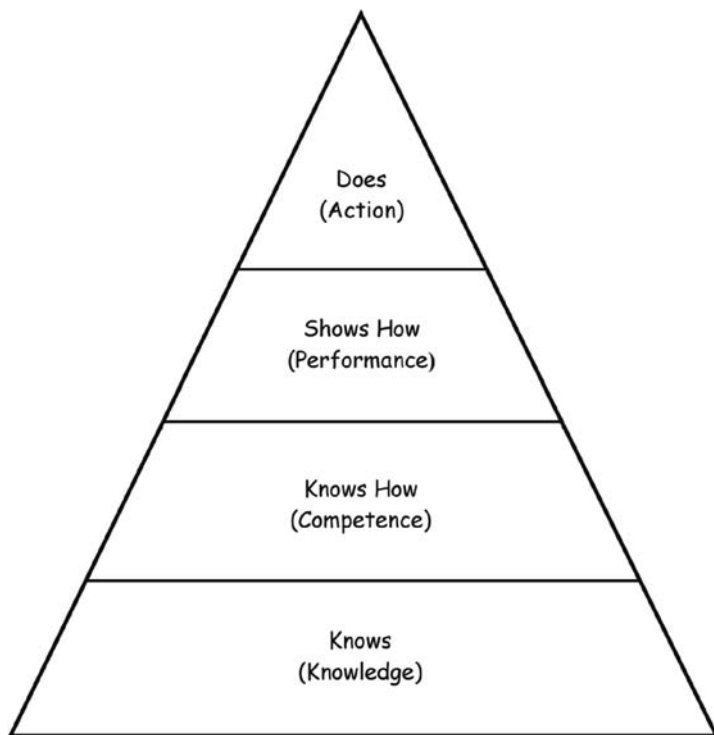 Does
(Action)
Shows How
(Performance)
Knows How
(Competence)
Knows
(Knowledge)